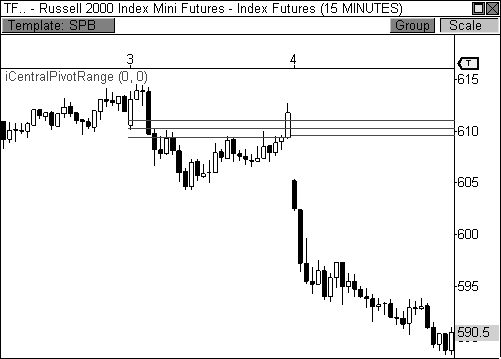 TF.. - Russell 2000 Index Mini Futures - Index Futures (15 MINUTES)
Template: SPB Group Scale
3 4 T
iCentralPivotRange (0, 0)
615
610
605
600
595
590.5